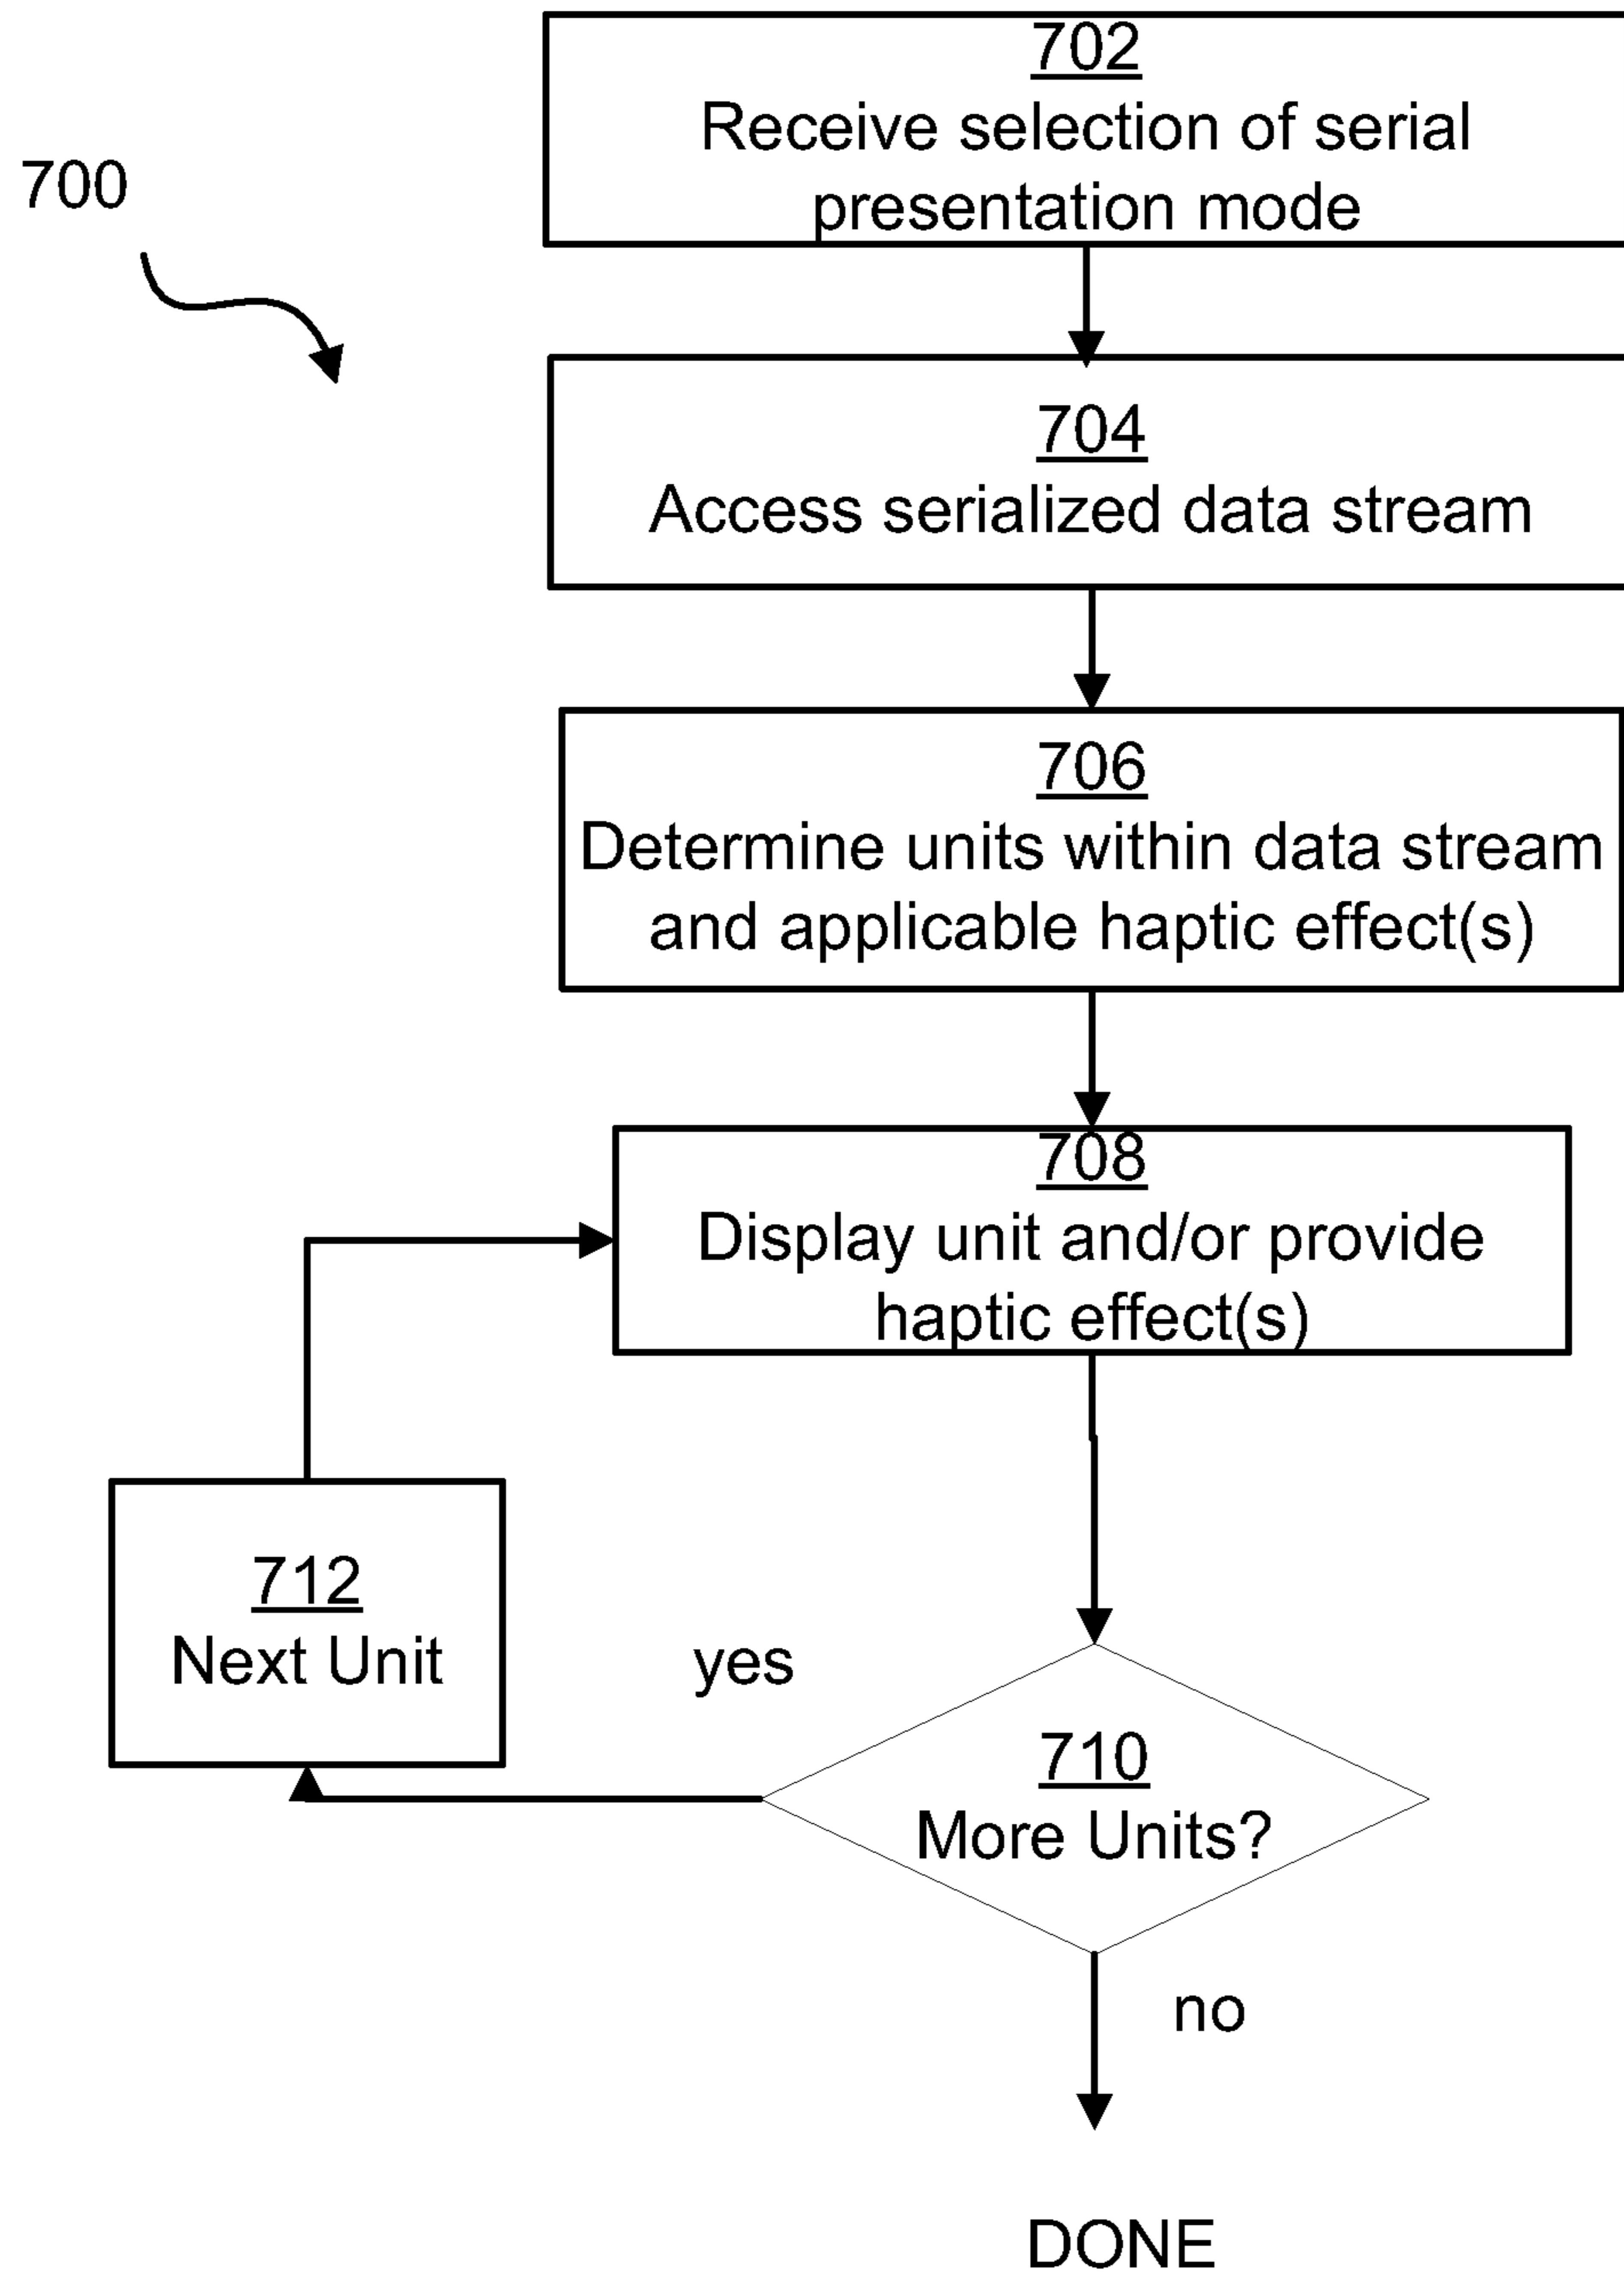 702
Receive selection of serial
presentation mode
700
704
Access serialized data stream
706
Determine units within data stream
and applicable haptic effect(s)
708
Display unit and/or provide
haptic effect(s)
712
Next Unit
yes
710
More Units?
no
DONE